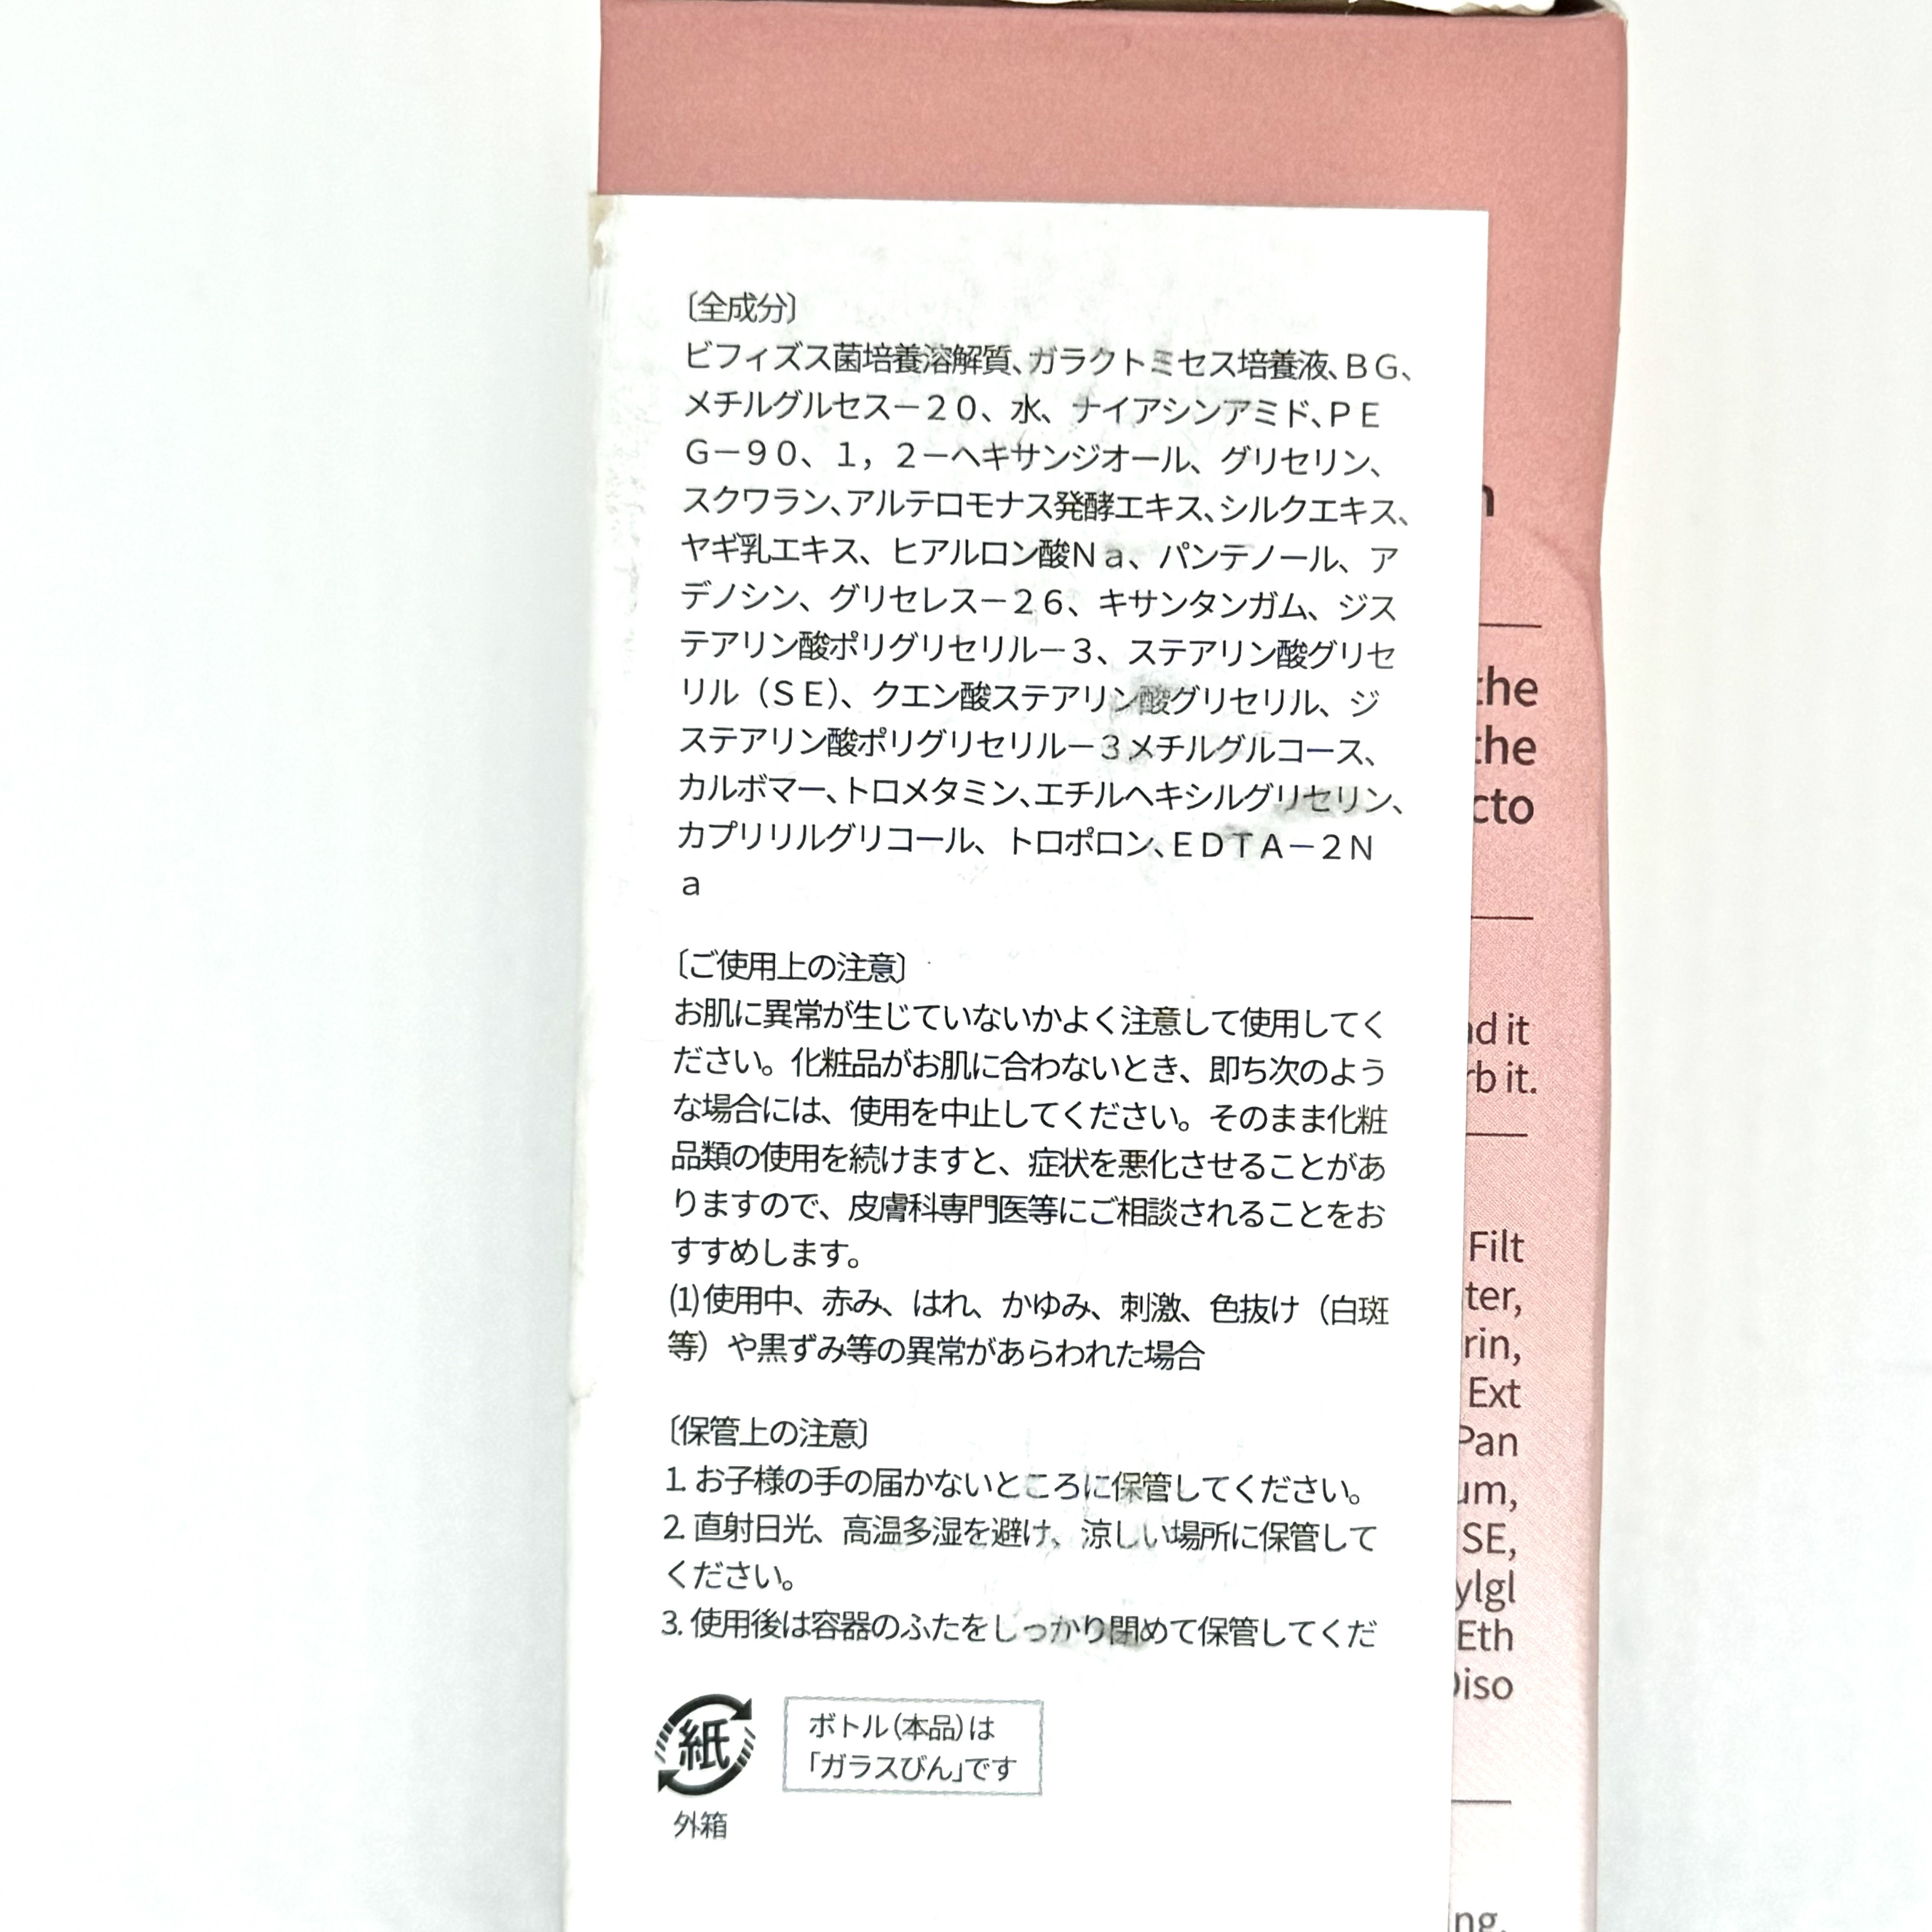 〔全成分〕
ビフィズス菌培養溶解質、ガラクトミセス培養液、ＢＧ、
メチルグルセス－２０、水、ナイアシンアミド、ＰＥ
Ｇ－９０、１，２－ヘキサンジオール、グリセリン、
スクワラン、アルテロモナス発酵エキス、シルクエキス、
ヤギ乳エキス、ヒアルロン酸Ｎａ、パンテノール、ア
デノシン、グリセレス－２６、キサンタンガム、ジス
テアリン酸ポリグリセリル－３、ステアリン酸グリセ
リル（ＳＥ）、クエン酸ステアリン酸グリセリル、ジ
ステアリン酸ポリグリセリル－３メチルグルコース、
カルボマー、トロメタミン、エチルヘキシルグリセリン、
カプリリルグリコール、トロポロン、ＥＤＴＡ－２Ｎ
ａ
〔ご使用上の注意〕
お肌に異常が生じていないかよく注意して使用してく
ださい。化粧品がお肌に合わないとき、即ち次のよう
な場合には、使用を中止してください。そのまま化粧
品類の使用を続けますと、症状を悪化させることがあ
りますので、皮膚科専門医等にご相談されることをお
すすめします。
(1)使用中、赤み、はれ、かゆみ、刺激、色抜け（白斑
等）や黒ずみ等の異常があらわれた場合
〔保管上の注意〕
1. お子様の手の届かないところに保管してください。
2. 直射日光、高温多湿を避け、涼しい場所に保管して
ください。
3. 使用後は容器のふたをしっかり閉めて保管してくだ
紙
外箱
ボトル（本品）は
「ガラスびん」です
the
the
cto
d it
rb it.
Filt
ter,
rin,
Ext
Pan
um,
SE,
ylgl
Eth
Diso
ng.